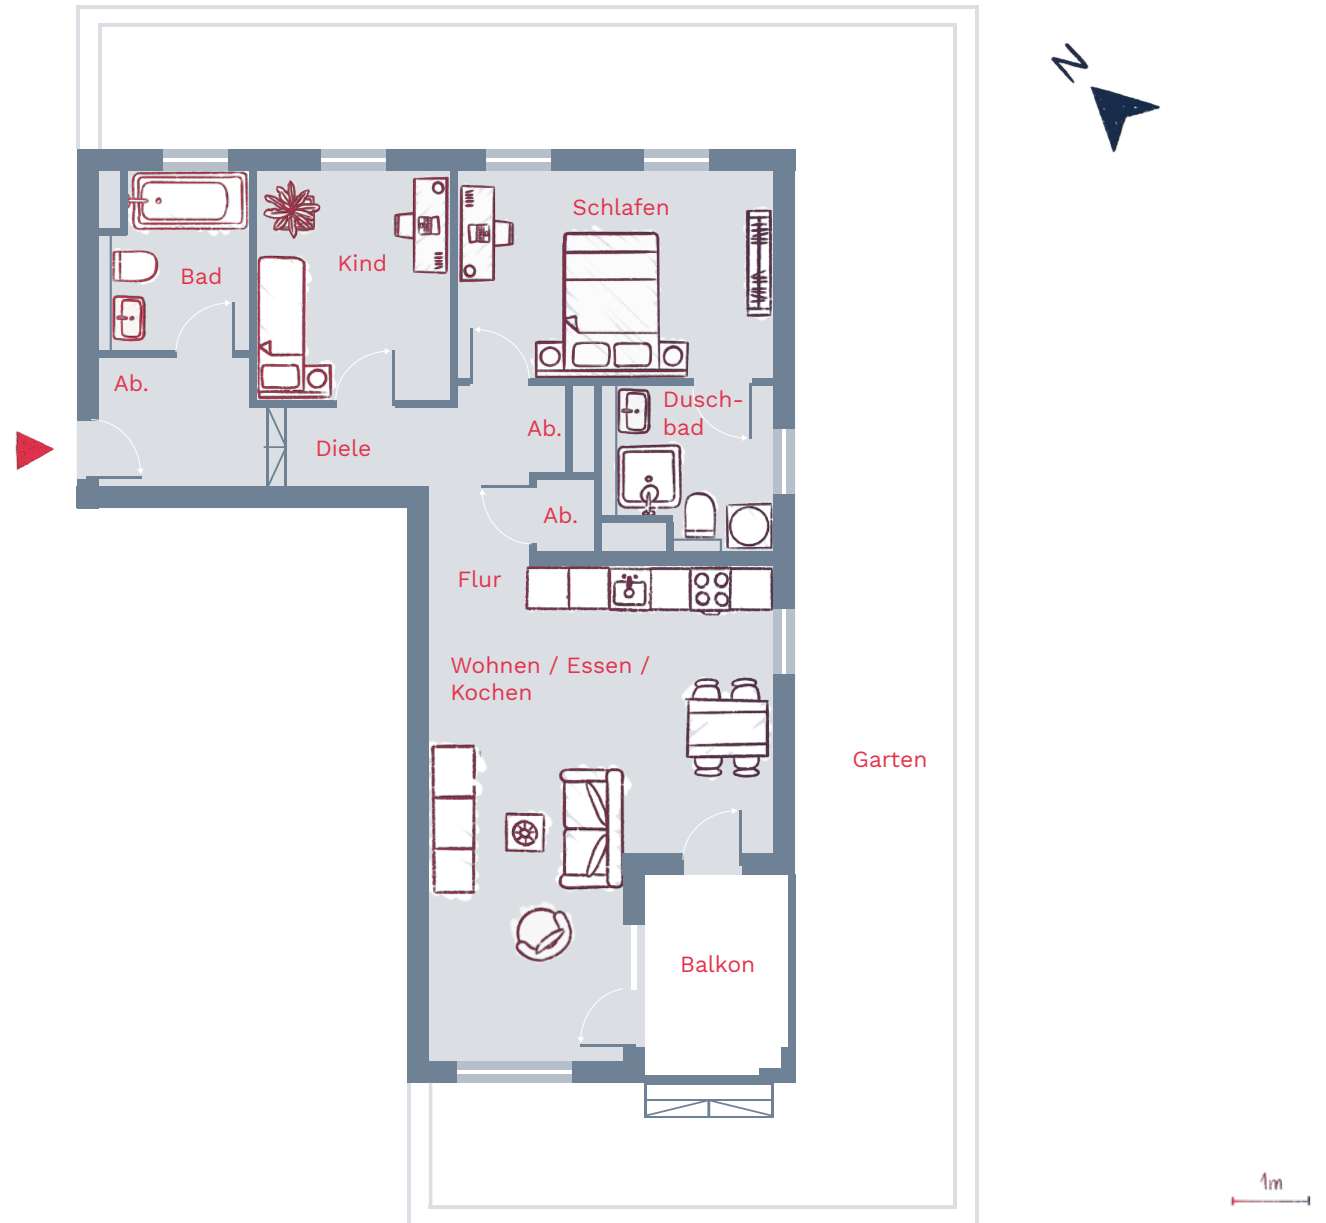 N
Schlafen
Kind
Bad
Ab.
Dusch-
bad
Ab.
Diele
Ab.
Flur
Wohnen / Essen /
Kochen
Garten
Balkon
1m